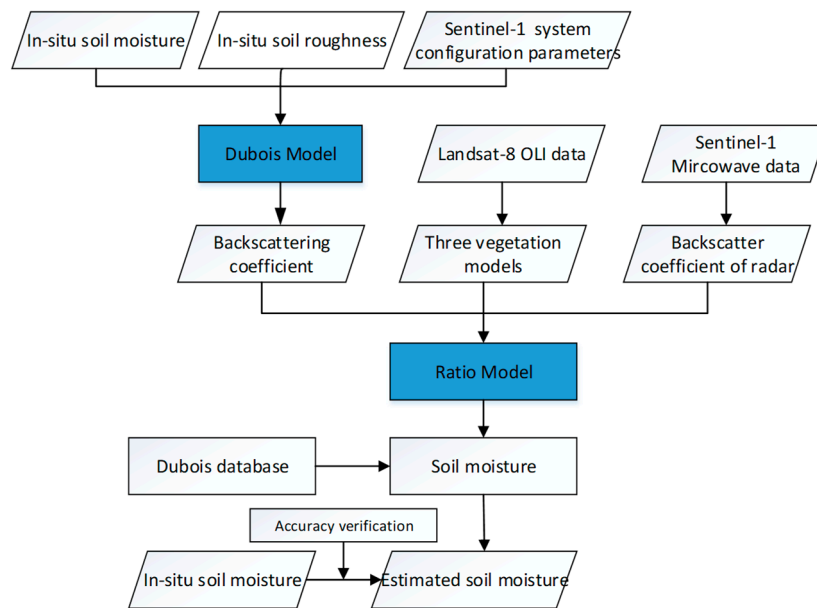 In-situ soil moisture
In-situ soil roughness
Sentinel-1 system
configuration parameters
Dubois Model
Landsat-8 OLI data
Sentinel-1
Mircowave data
Backscattering
coefficient
Three vegetation
models
Backscatter
coefficient of radar
Ratio Model
Dubois database
Soil moisture
Accuracy verification
In-situ soil moisture
Estimated soil moisture